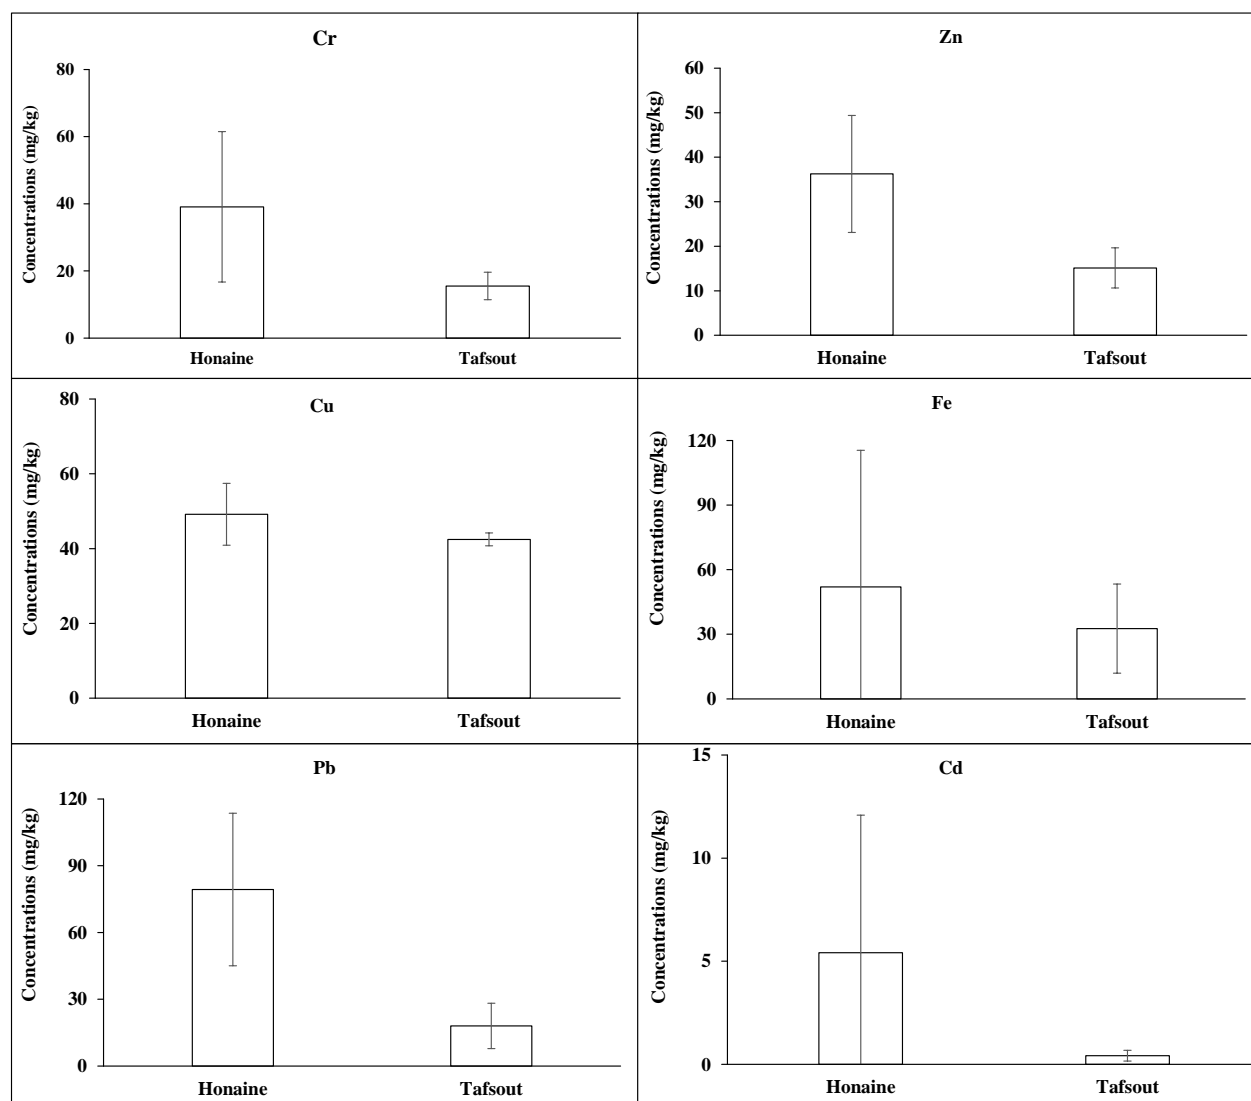 Cr
Concentrations (mg/kg)
80
60
40
20
0
Honaine Tafsout
Zn
Concentrations (mg/kg)
60
50
40
30
20
10
0
Honaine Tafsout
Cu
Concentrations (mg/kg)
80
60
40
20
0
Honaine Tafsout
Fe
Concentrations (mg/kg)
120
90
60
30
0
Honaine Tafsout
Pb
Concentrations (mg/kg)
120
90
60
30
0
Honaine Tafsout
Cd
Concentrations (mg/kg)
15
10
5
0
Honaine Tafsout